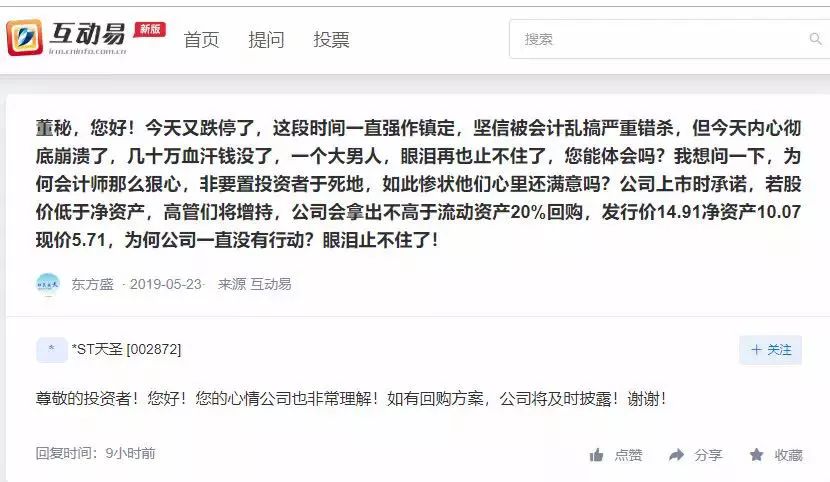 互动易 新版 首页 提问 投票 搜索
irm.cninfo.com.cn
董秘，您好！今天又跌停了，这段时间一直强作镇定，坚信被会计乱搞严重错杀，但今天内心彻
底崩溃了，几十万血汗钱没了，一个大男人，眼泪再也止不住了，您能体会吗？我想问一下，为
何会计师那么狠心，非要置投资者于死地，如此惨状他们心里还满意吗？公司上市时承诺，若股
价低于净资产，高管们将增持，公司会拿出不高于流动资产20%回购，发行价14.91净资产10.07
现价5.71，为何公司一直没有行动？眼泪止不住了！
东方盛 · 2019-05-23· 来源 互动易
* *ST天圣 [002872] ＋ 关注
尊敬的投资者！您好！您的心情公司也非常理解！如有回购方案，公司将及时披露！谢谢！
回复时间：9小时前 点赞 分享 收藏